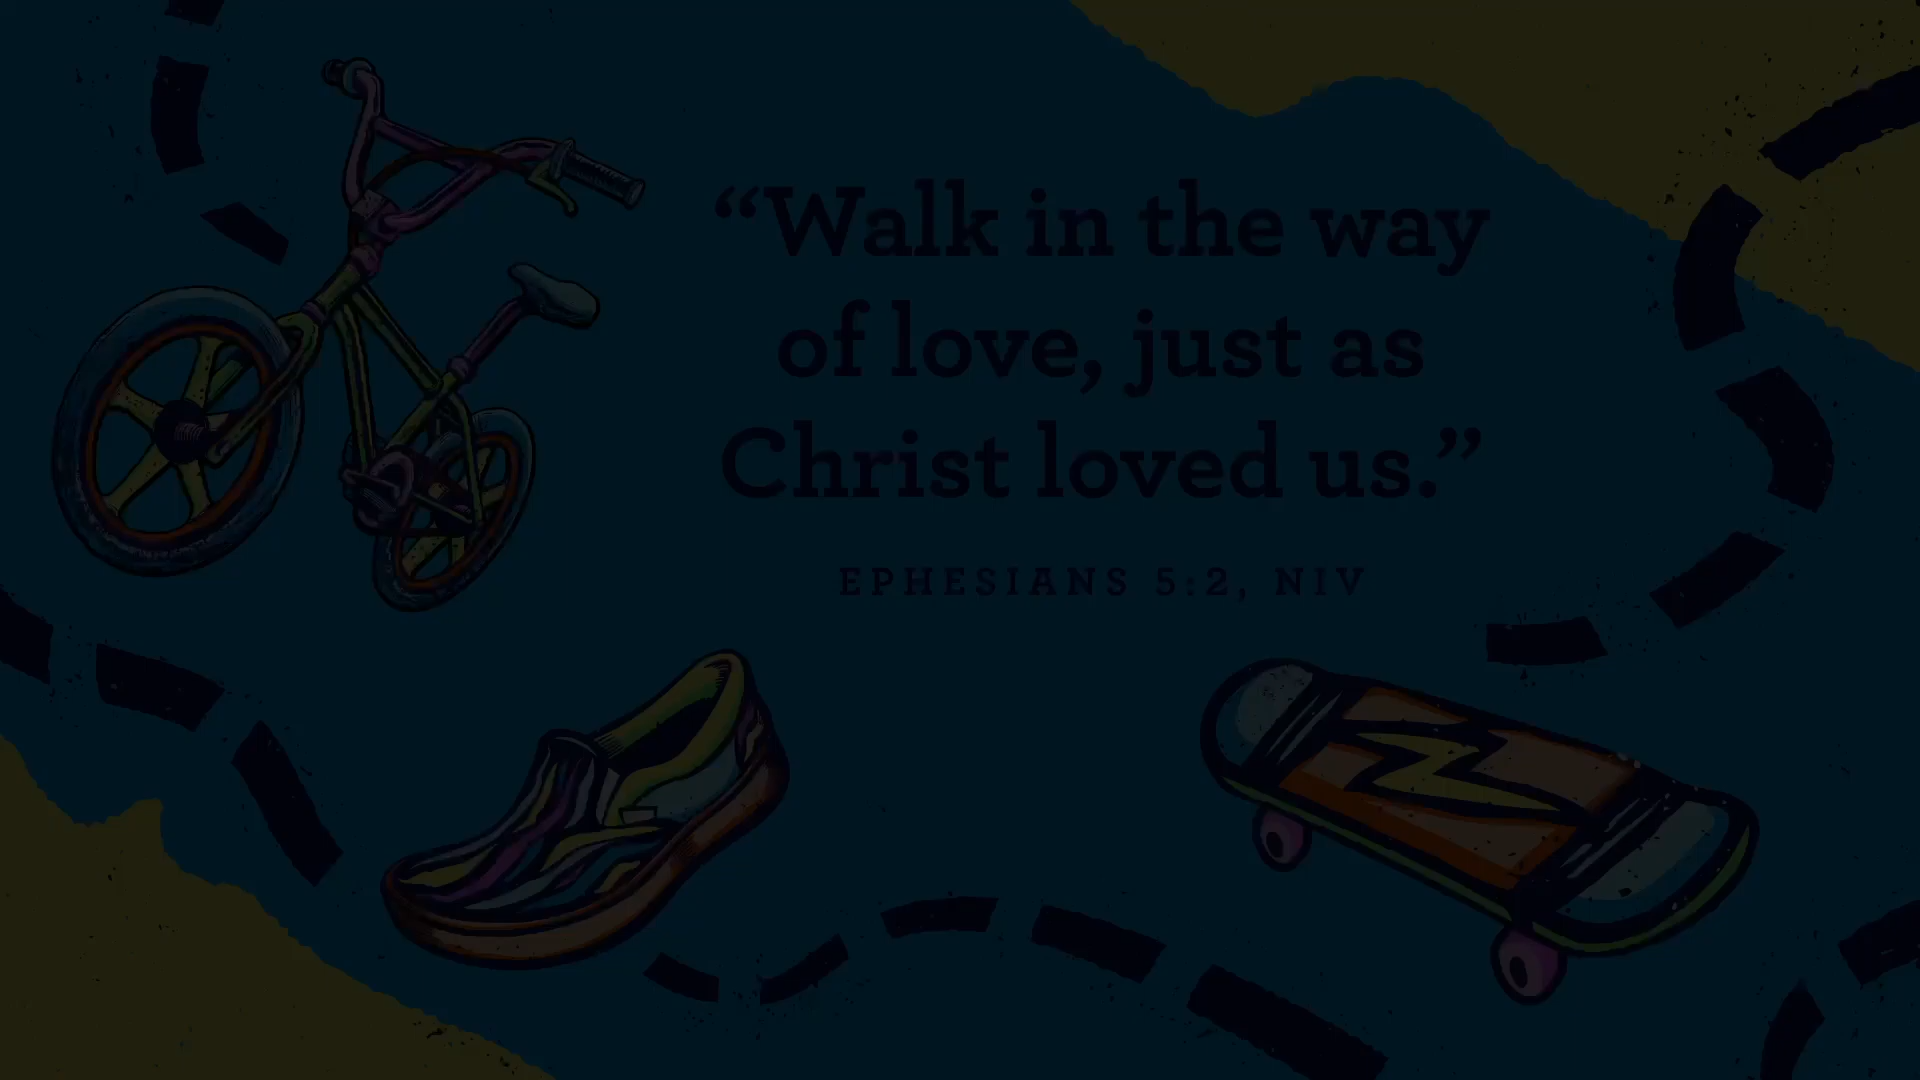 “Walk in the way
of love, just as
Christ loved us.”
EPHESIANS 5:2, NIV